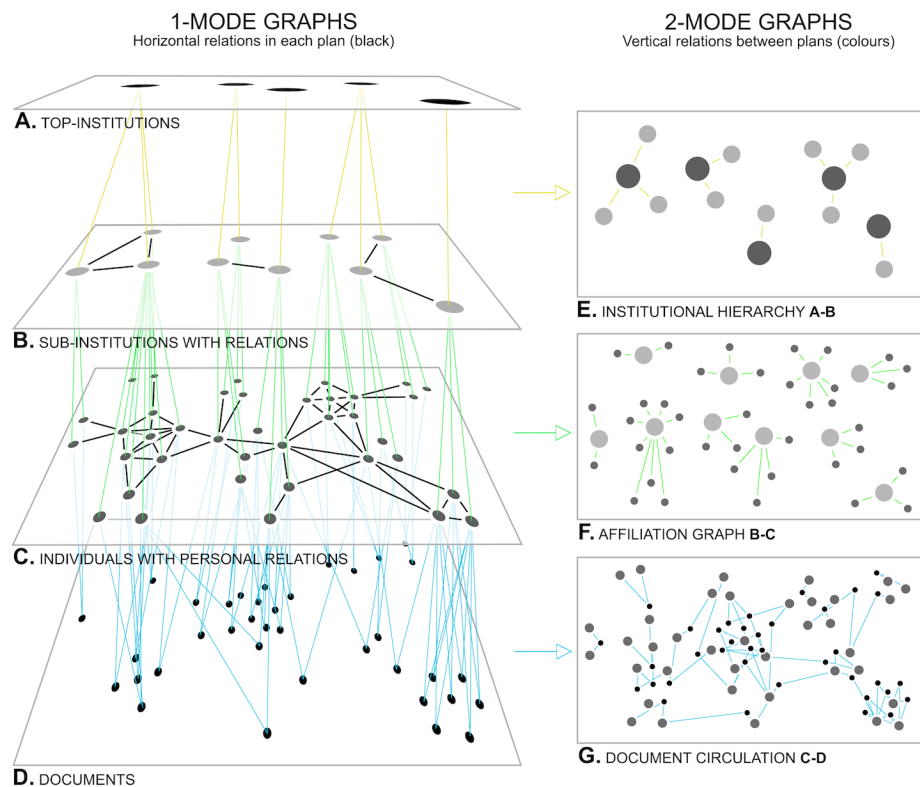 1-MODE GRAPHS
Horizontal relations in each plan (black)
2-MODE GRAPHS
Vertical relations between plans (colours)
A. TOP-INSTITUTIONS
B. SUB-INSTITUTIONS WITH RELATIONS
C. INDIVIDUALS WITH PERSONAL RELATIONS
D. DOCUMENTS
E. INSTITUTIONAL HIERARCHY A-B
F. AFFILIATION GRAPH B-C
G. DOCUMENT CIRCULATION C-D